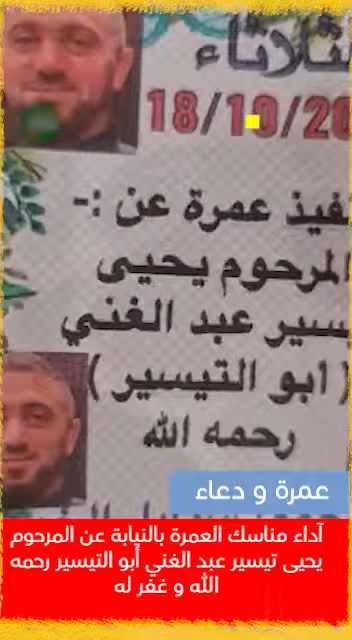 الثلاثاء
18/10/20
تنفيذ عمرة عن :-
المرحوم يحيى
تيسير عبد الغني
( ابو التيسير )
رحمه الله
عمرة و دعاء
آداء مناسك العمرة بالنيابة عن المرحوم
يحيى تيسير عبد الغني أبو التيسير رحمه
الله و غفر له